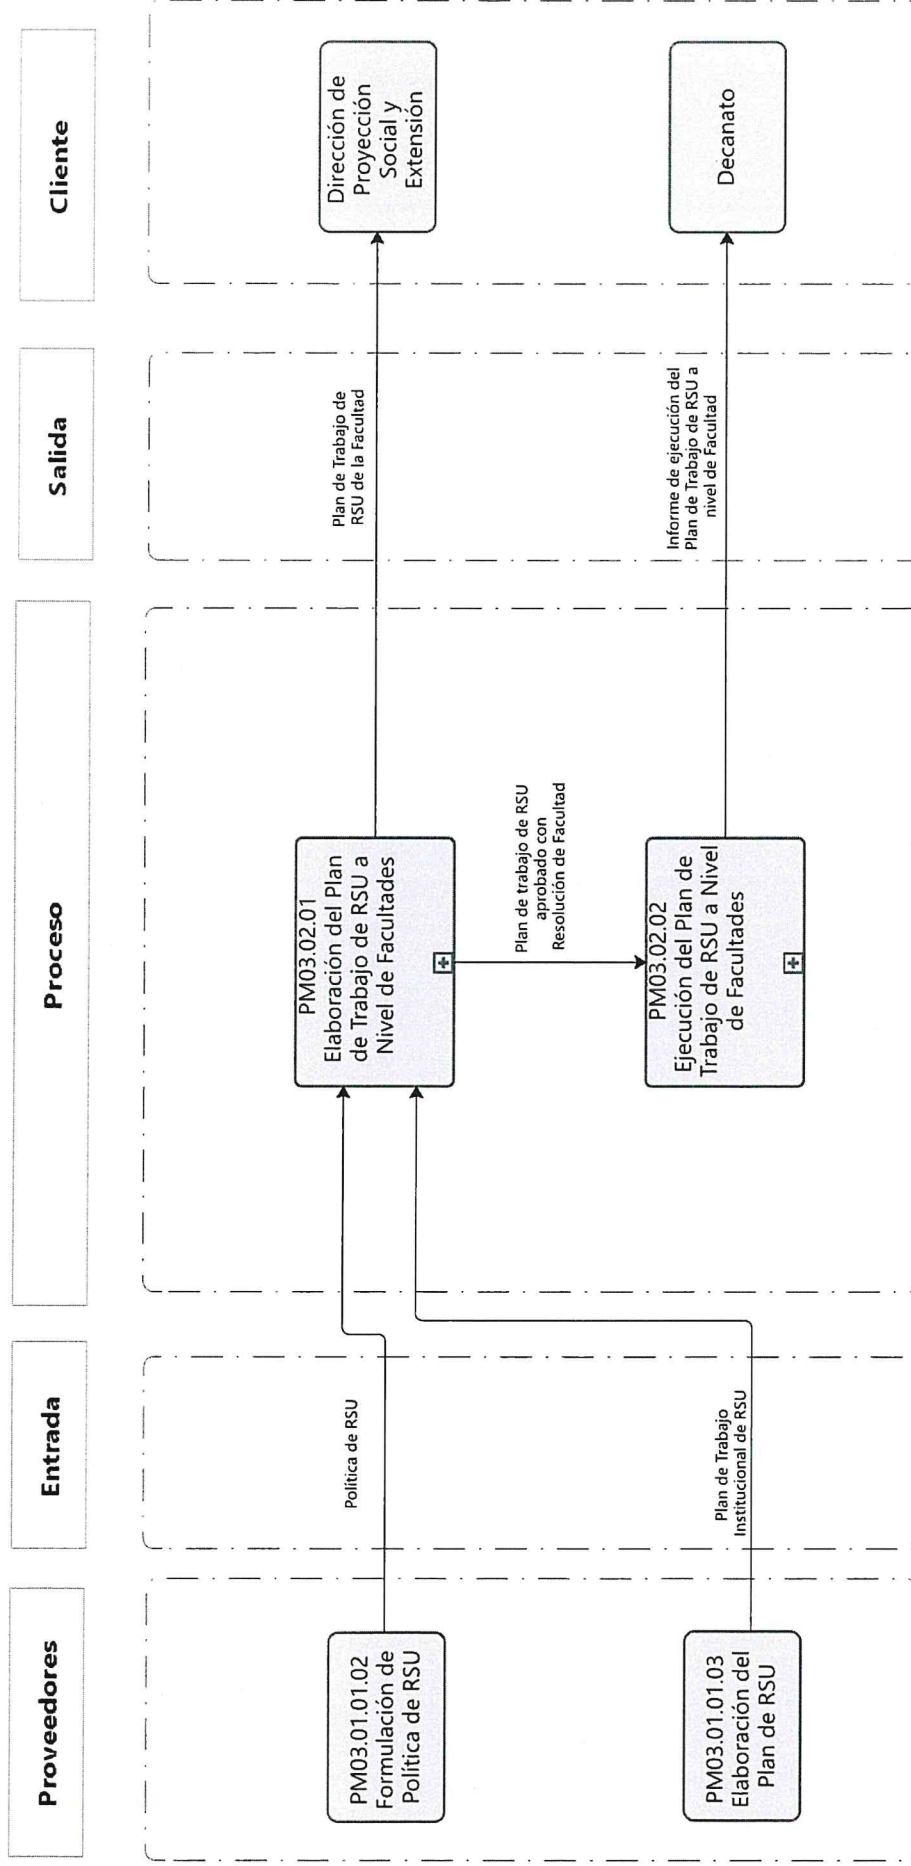 Proveedores
Entrada
Proceso
Salida
Cliente
PM03.01.01.02
Formulación de
Política de RSU
Política de RSU
PM03.02.01
Elaboración del Plan
de Trabajo de RSU a
Nivel de Facultades
Plan de Trabajo de
RSU de la Facultad
Dirección de
Proyección
Social y
Extensión
Plan de trabajo de RSU
aprobado con
Resolución de Facultad
PM03.01.01.03
Elaboración del
Plan de RSU
Plan de Trabajo
Institucional de RSU
PM03.02.02
Ejecución del Plan de
Trabajo de RSU a Nivel
de Facultades
Informe de ejecución del
Plan de Trabajo de RSU a
nivel de Facultad
Decanato